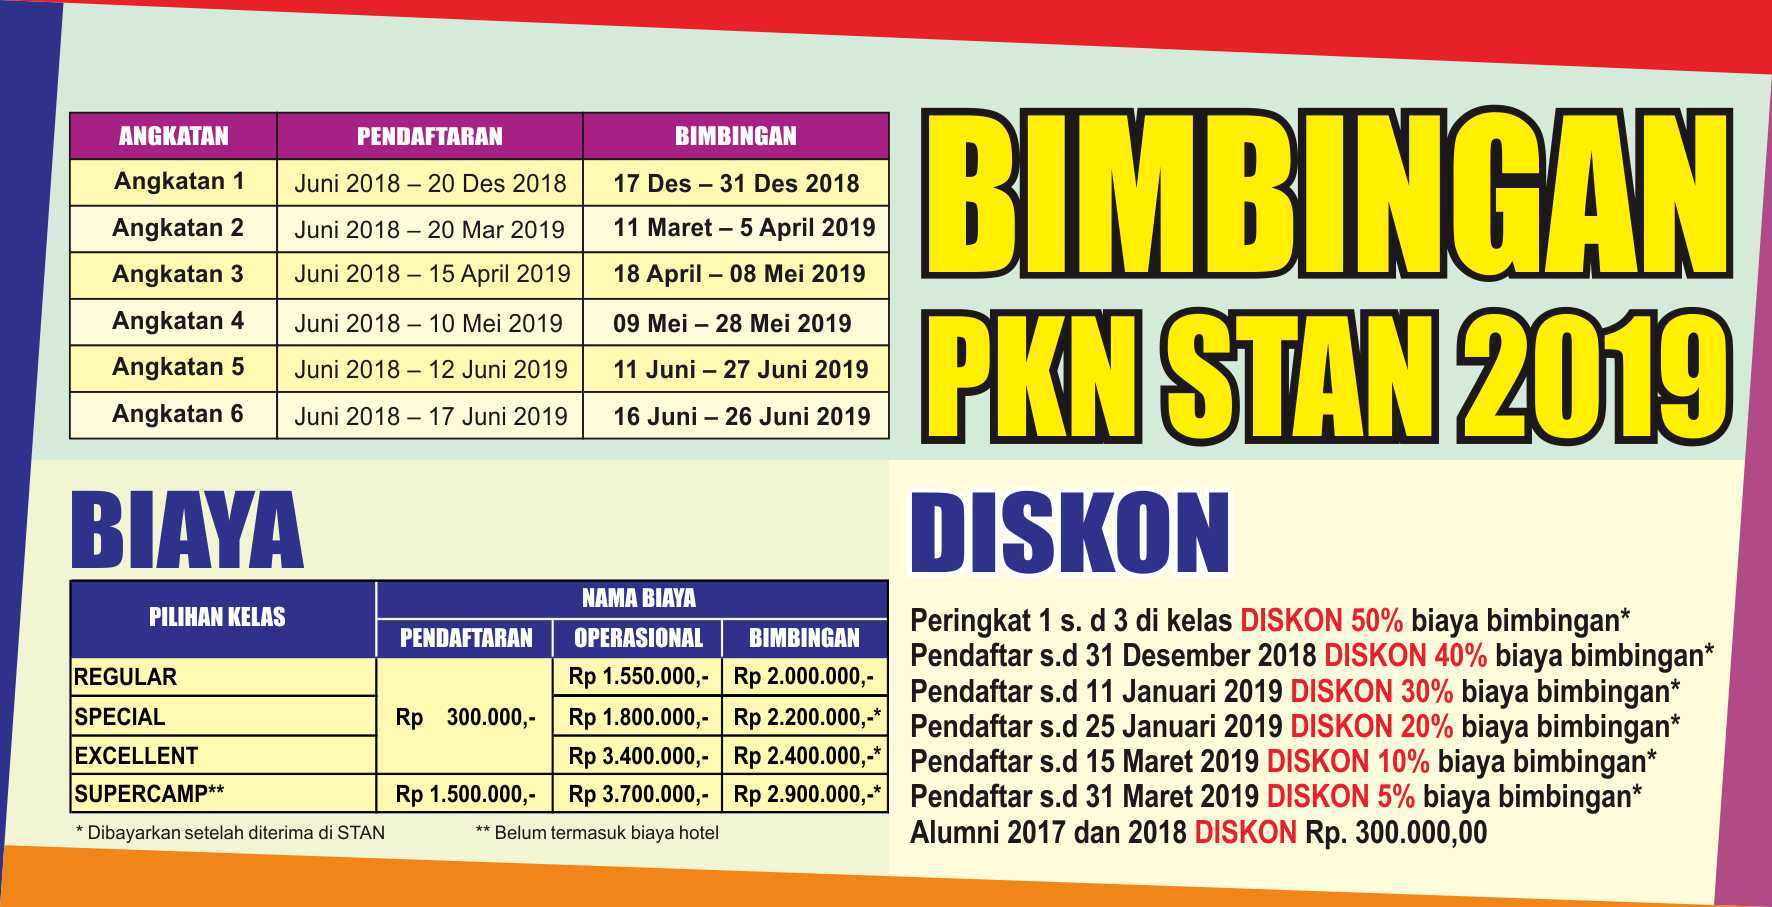 BIMBINGAN
PKN STAN 2019
ANGKATAN PENDAFTARAN BIMBINGAN
Angkatan 1 Juni 2018 – 20 Des 2018 17 Des – 31 Des 2018
Angkatan 2 Juni 2018 – 20 Mar 2019 11 Maret – 5 April 2019
Angkatan 3 Juni 2018 – 15 April 2019 18 April – 08 Mei 2019
Angkatan 4 Juni 2018 – 10 Mei 2019 09 Mei – 28 Mei 2019
Angkatan 5 Juni 2018 – 12 Juni 2019 11 Juni – 27 Juni 2019
Angkatan 6 Juni 2018 – 17 Juni 2019 16 Juni – 26 Juni 2019
BIAYA
PILIHAN KELAS NAMA BIAYA
PENDAFTARAN OPERASIONAL BIMBINGAN
REGULAR Rp 1.550.000,- Rp 2.000.000,-
SPECIAL Rp 300.000,- Rp 1.800.000,- Rp 2.200.000,-*
EXCELLENT Rp 3.400.000,- Rp 2.400.000,-*
SUPERCAMP** Rp 1.500.000,- Rp 3.700.000,- Rp 2.900.000,-*
* Dibayarkan setelah diterima di STAN ** Belum termasuk biaya hotel
DISKON
Peringkat 1 s. d 3 di kelas DISKON 50% biaya bimbingan*
Pendaftar s.d 31 Desember 2018 DISKON 40% biaya bimbingan*
Pendaftar s.d 11 Januari 2019 DISKON 30% biaya bimbingan*
Pendaftar s.d 25 Januari 2019 DISKON 20% biaya bimbingan*
Pendaftar s.d 15 Maret 2019 DISKON 10% biaya bimbingan*
Pendaftar s.d 31 Maret 2019 DISKON 5% biaya bimbingan*
Alumni 2017 dan 2018 DISKON Rp. 300.000,00